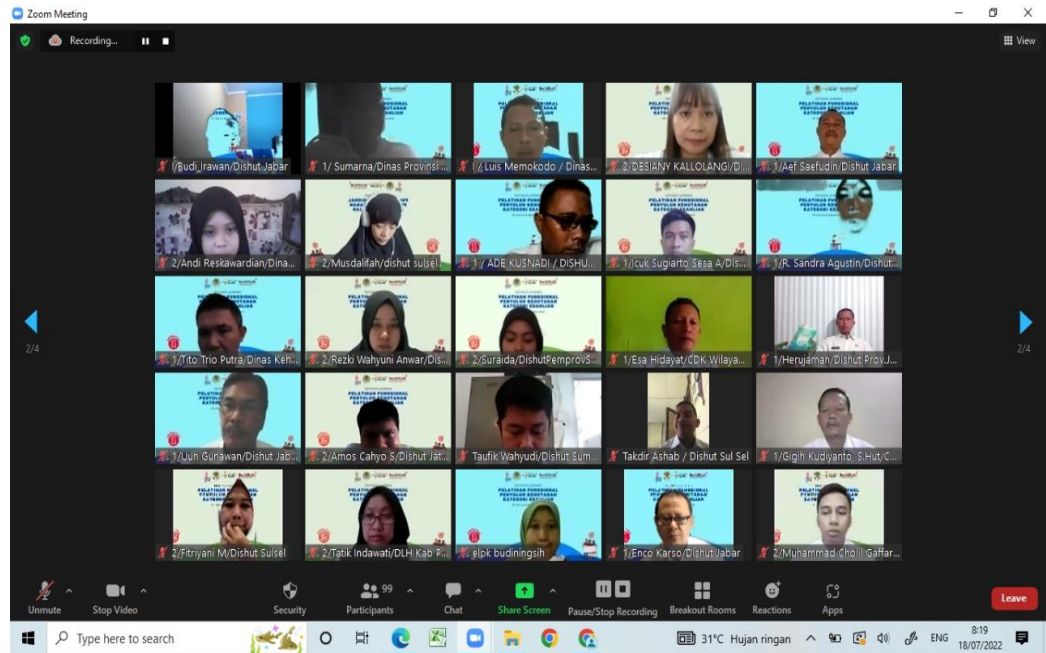 Zoom Meeting
Recording...
View
I/Budi_Irawan/Dishut Jabar
1/ Sumarna/Dinas Provinsi ...
I / Luis Memokodo / Dinas...
2/DESIANY KALLOLANGI/DI...
1/Aef Saefudin/Dishut Jabar
2/Andi Reskawardian/Dina...
2/Musdalifah/dishut sulsel...
1 / ADE KUSNADI / DISHU...
1/Icuk Sugiarto Sesa A/Dis...
1/R. Sandra Agustin/Dishut...
1/Tito Trio Putra/Dinas Keh...
2/Rezki Wahyuni Anwar/Dis...
2/Suraida/DishutPemprovS...
1/Esa Hidayat/CDK Wilaya...
1/Herujaman/Dishut Prov.J...
2/4
2/4
1/Uun Gunawan/Dishut Jab...
2/Amos Cahyo S/Dishut Jat...
Taufik Wahyudi/Dishut Sum...
Takdir Ashab / Dishut Sul Sel
1/Gigih Kudiyanto, S.Hut/C...
2/Fitriyani M/Dishut Sulsel
2/Tatik Indawati/DLH Kab P...
elpk budiningsih
1/Enco Karso/Dishut Jabar
2/Muhammad Cholil Gaffar...
PELATIHAN FUNGSIONAL
PENYULUH KEHUTANAN
KATEGORI KEAHLIAN
Unmute
Stop Video
Security
99
Participants
Chat
Share Screen
Pause/Stop Recording
Breakout Rooms
Reactions
Apps
Leave
Type here to search
31°C Hujan ringan
ENG
8:19
18/07/2022